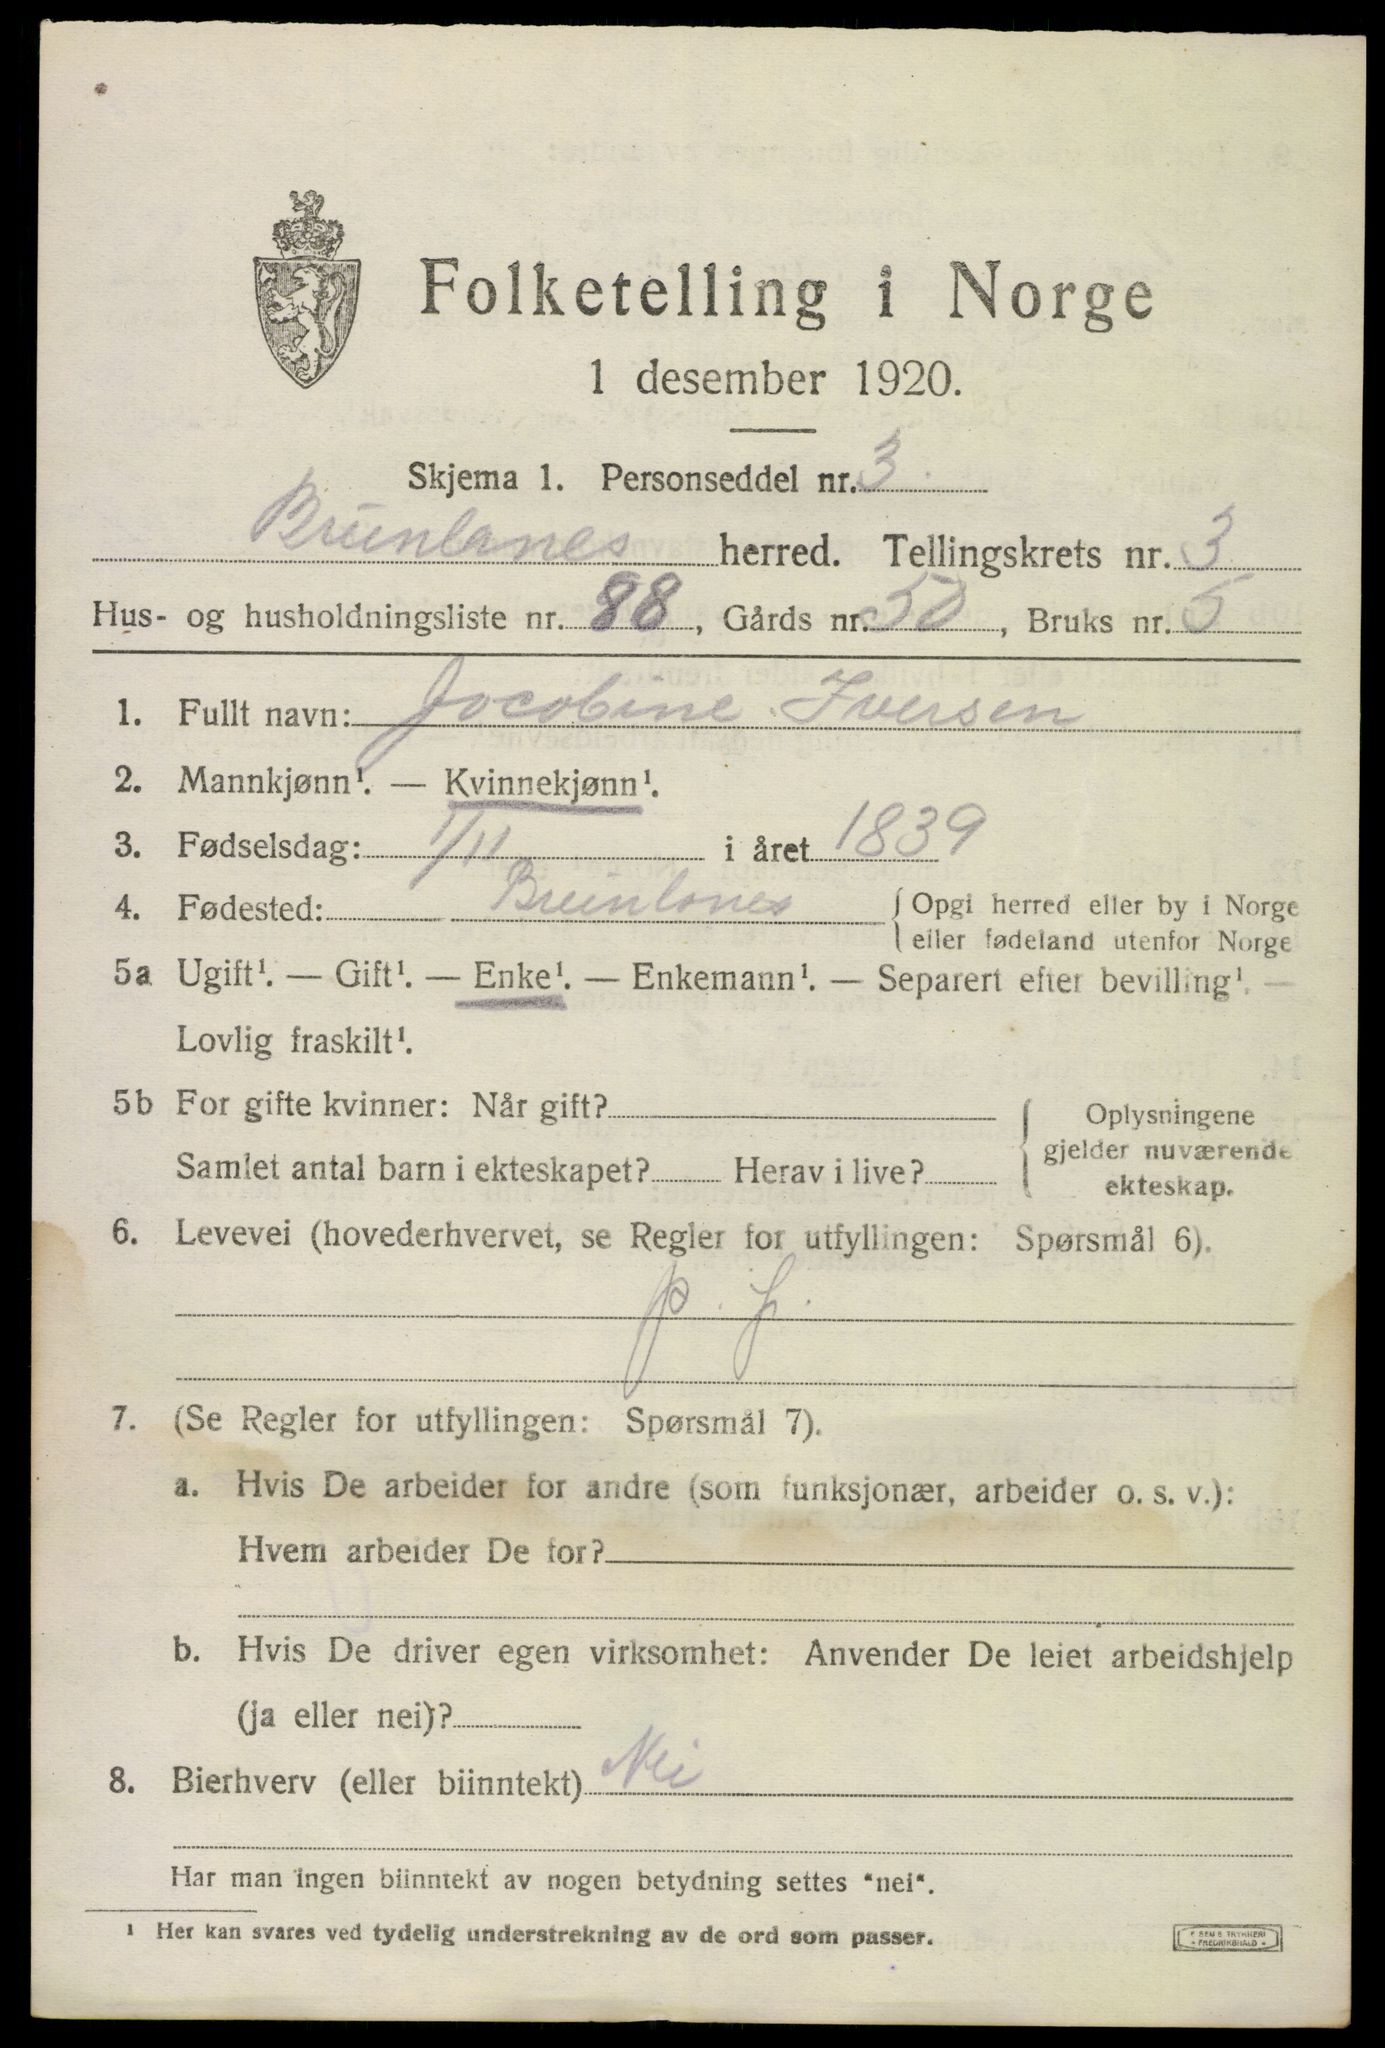 Folketelling i Norge
1 desember 1920.
Skjema 1. Personseddel nr. 3.
Brunlanes herred. Tellingskrets nr. 3
Hus- og husholdningsliste nr. 88, Gårds nr. 50, Bruks nr. 5
1. Fullt navn: Jocobine Iversen
2. Mannkjønn¹. — Kvinnekjønn¹.
3. Fødselsdag: 1/11 i året 1839
4. Fødested: Brunlanes { Opgi herred eller by i Norge
eller fødeland utenfor Norge
5a Ugift¹. — Gift¹. — Enke¹. — Enkemann¹. — Separert efter bevilling¹. —
Lovlig fraskilt¹.
5b For gifte kvinner: Når gift?
Samlet antal barn i ekteskapet? Herav i live?
{ Oplysningene
gjelder nuværende
ekteskap.
6. Levevei (hovederhvervet, se Regler for utfyllingen: Spørsmål 6).
7. (Se Regler for utfyllingen: Spørsmål 7).
a. Hvis De arbeider for andre (som funksjonær, arbeider o. s. v.):
Hvem arbeider De for?
b. Hvis De driver egen virksomhet: Anvender De leiet arbeidshjelp
(ja eller nei)?
8. Bierhverv (eller biinntekt) Nei
Har man ingen biinntekt av nogen betydning settes "nei".
¹ Her kan svares ved tydelig understrekning av de ord som passer.